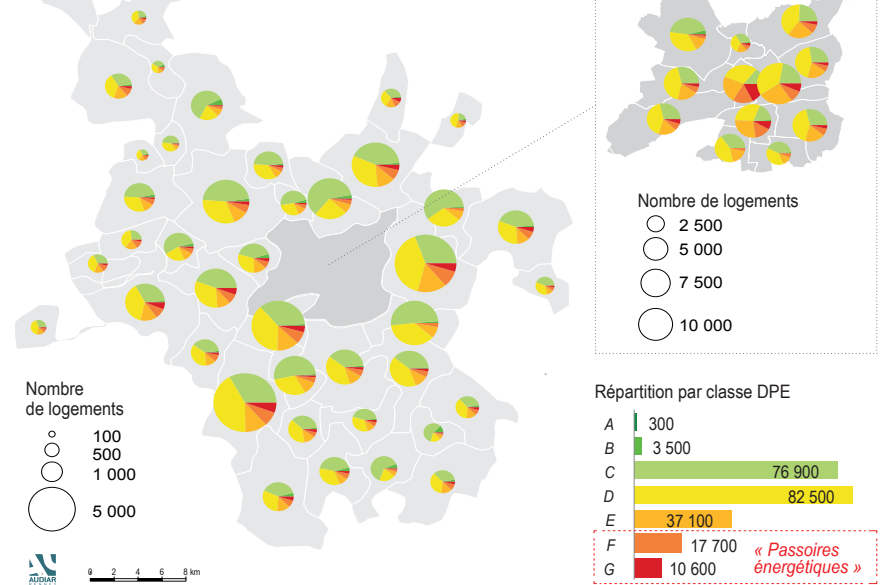 Nombre de logements
2 500
5 000
7 500
10 000
Nombre
de logements
100
500
1 000
5 000
AUDIAR
RENNES
0 2 4 6 8 km
Répartition par classe DPE
A 300
B 3 500
C 76 900
D 82 500
E 37 100
F 17 700
G 10 600
« Passoires
énergétiques »